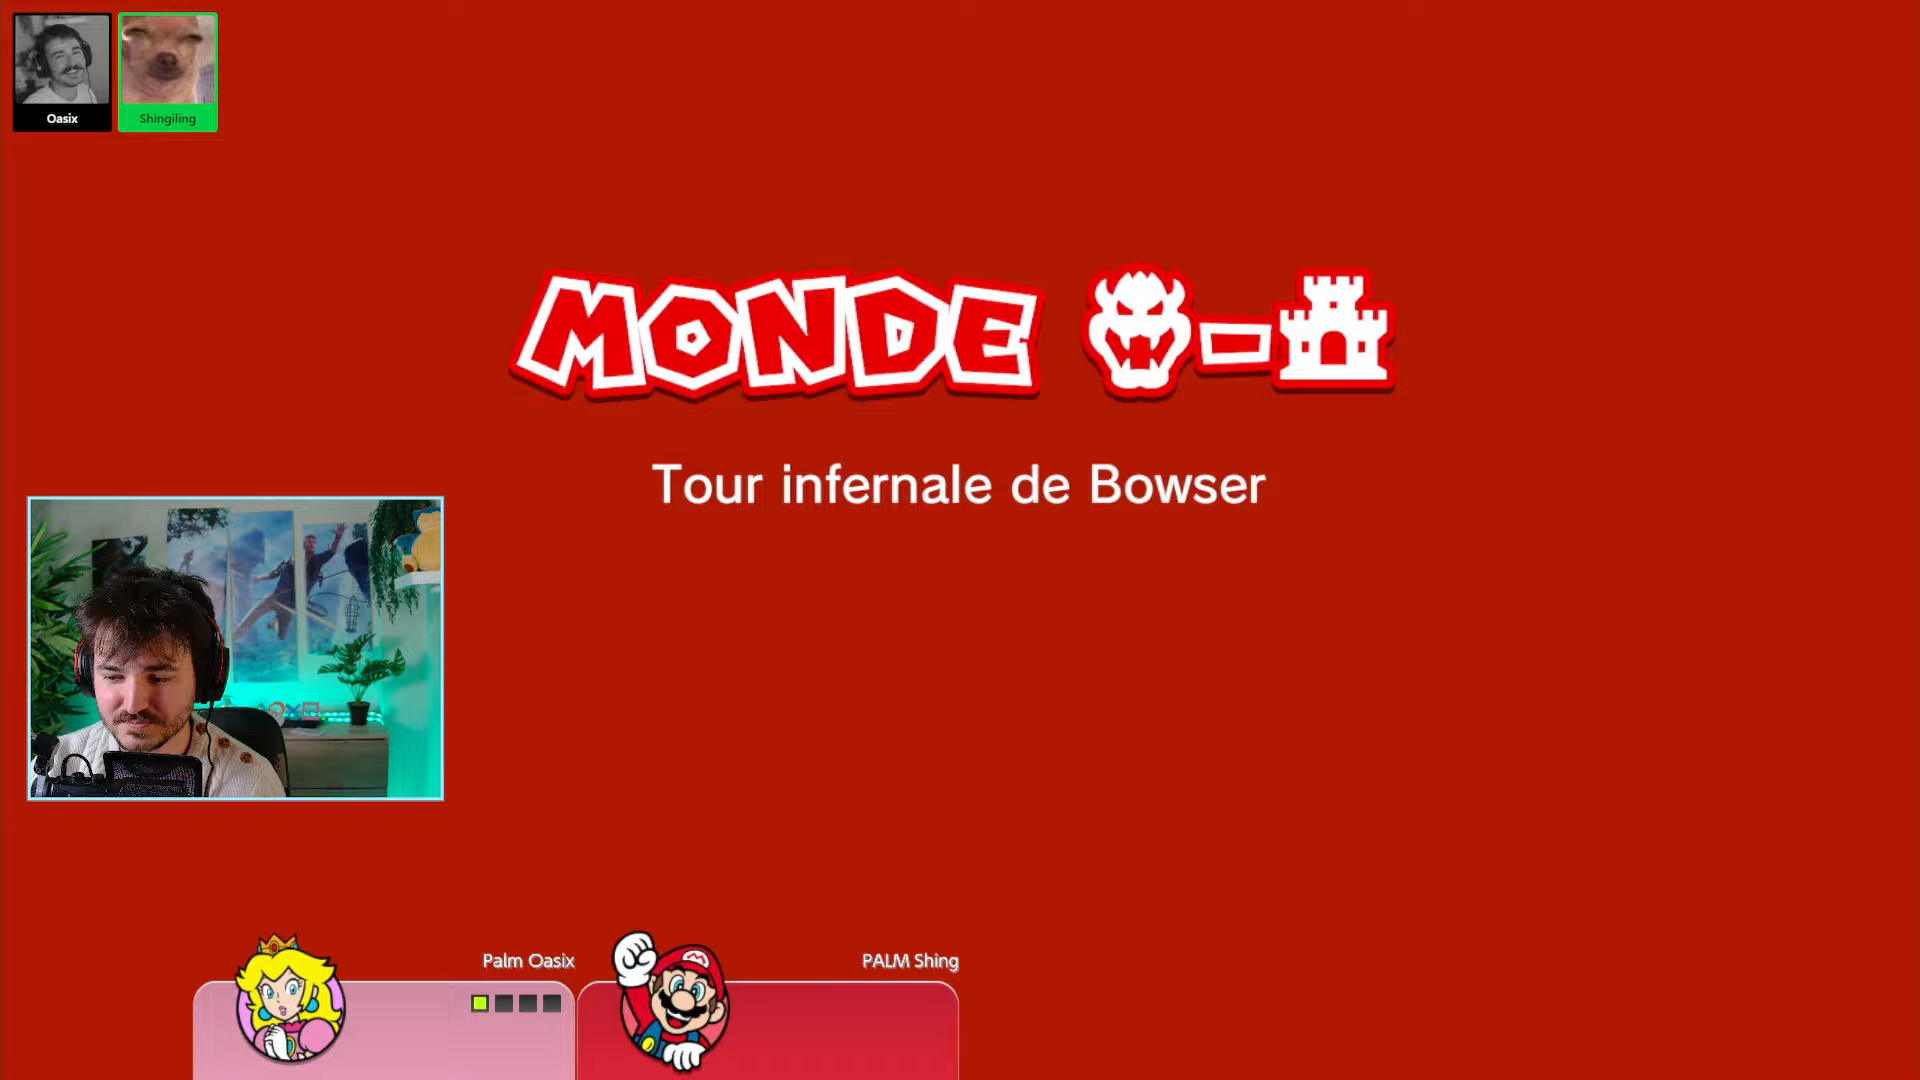 Oasix
Shingiling
MONDE -
Tour infernale de Bowser
Palm Oasix
PALM Shing